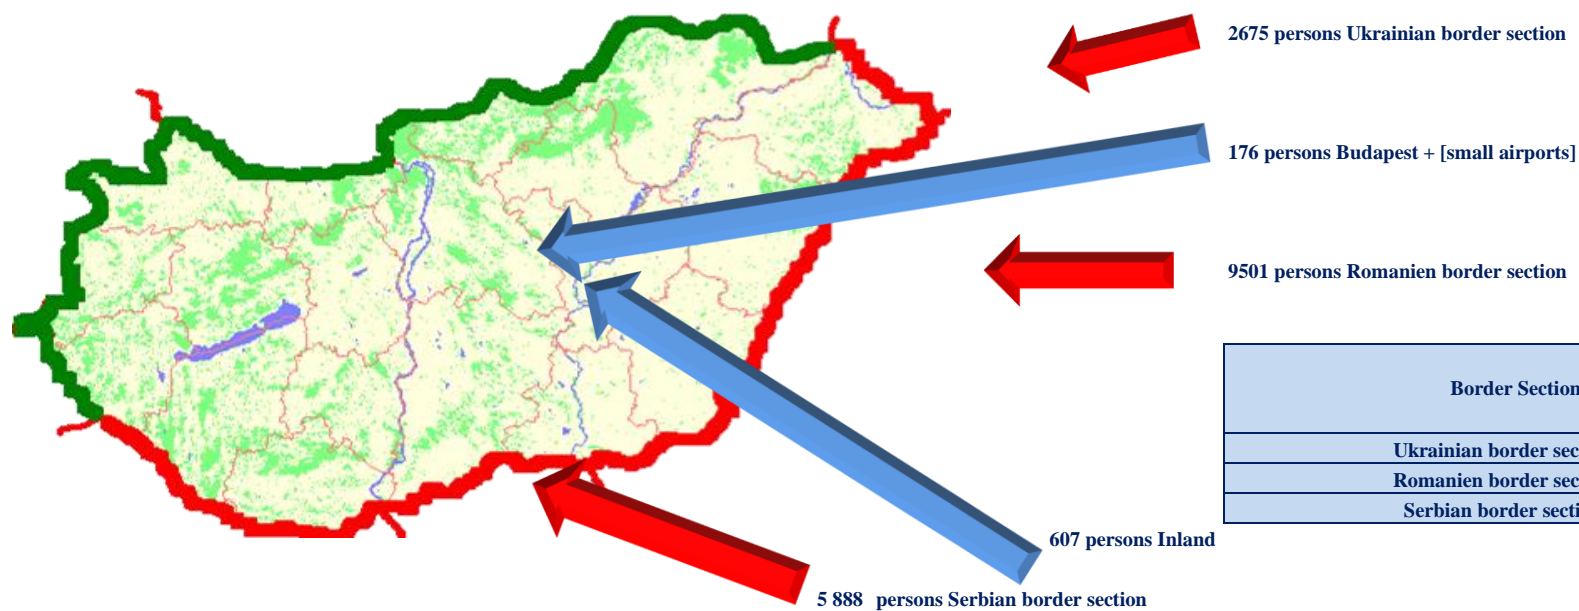 2675 persons Ukrainian border section
176 persons Budapest + [small airports]
9501 persons Romanien border section
Border Section
Ukrainian border sec
Romanien border sec
Serbian border secti
607 persons Inland
5 888 persons Serbian border section